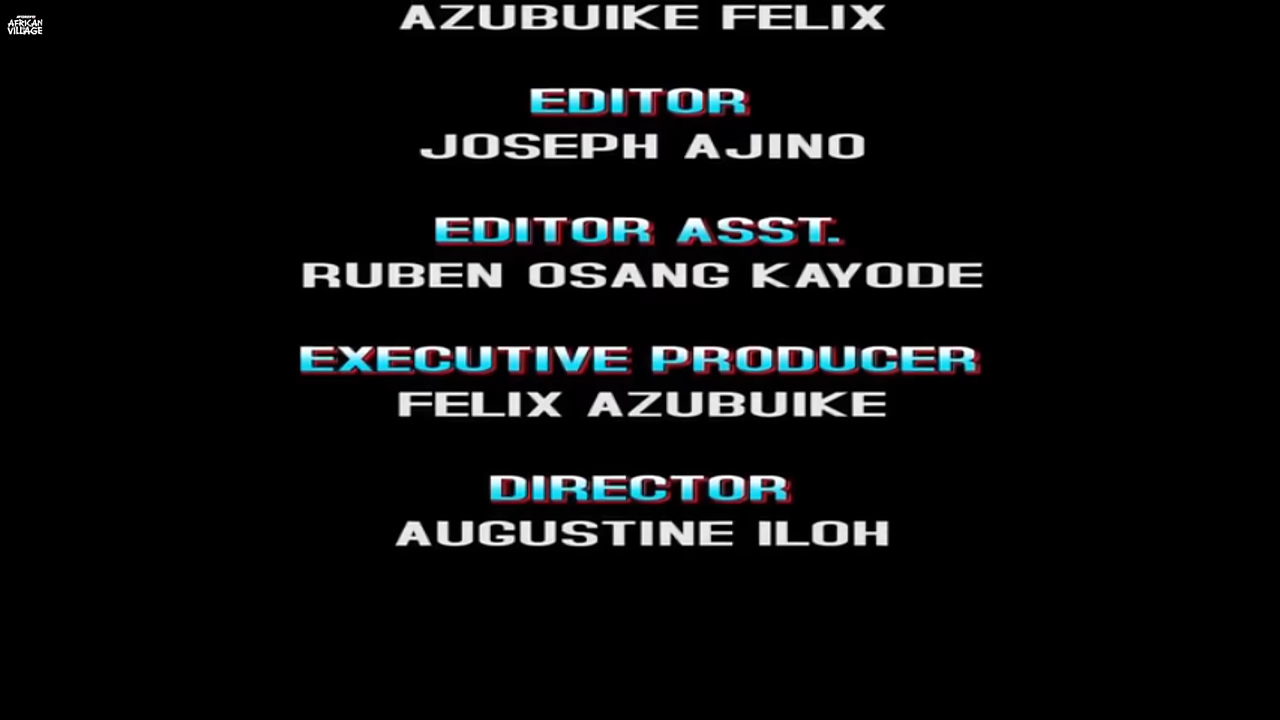 AFRICAN
VILLAGE
AZUBUIKE FELIX
EDITOR
JOSEPH AJINO
EDITOR ASST.
RUBEN OSANG KAYODE
EXECUTIVE PRODUCER
FELIX AZUBUIKE
DIRECTOR
AUGUSTINE ILOH